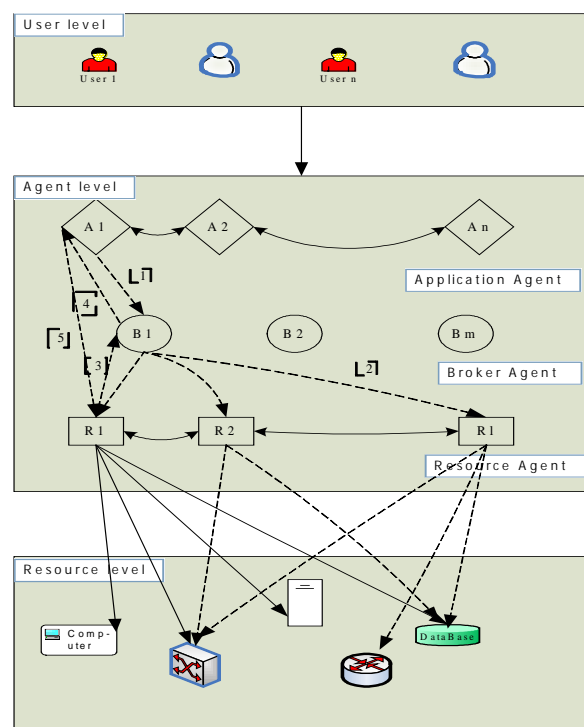 User level
User 1
User n
Agent level
A 1
A 2
A n
1
Application Agent
4
5
B 1
B 2
B m
3
2
Broker Agent
R 1
R 2
R 1
Resource Agent
Resource level
Comp-
uter
DataBase